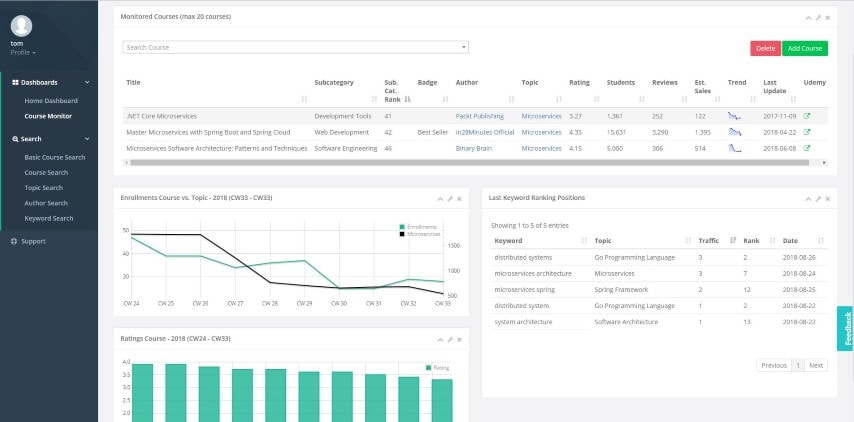 Monitored Courses (max 20 courses)
tom
Profile
Search Course
Delete
Add Course
Dashboards
Home Dashboard
Course Monitor
Search
Basic Course Search
Course Search
Topic Search
Author Search
Keyword Search
Support
Title Subcategory Sub. Cat. Rank Badge Author Topic Rating Students Reviews Est. Sales Trend Last Update Udemy
.NET Core Microservices Development Tools 41 Packt Publishing Microservices 3.27 1,361 252 122 2017-11-09
Master Microservices with Spring Boot and Spring Cloud Web Development 42 Best Seller in28Minutes Official Microservices 4.35 15,631 3,290 1,395 2018-04-22
Microservices Software Architecture: Patterns and Techniques Software Engineering 46 Binary Brain Microservices 4.15 5,000 306 514 2018-06-08
Enrollments Course vs. Topic - 2018 (CW33 - CW33)
Enrollments
Microservices
50
40
30
1500
1000
500
CW 24 CW 25 CW 26 CW 27 CW 28 CW 29 CW 30 CW 31 CW 32 CW 33
Last Keyword Ranking Positions
Showing 1 to 5 of 5 entries
Keyword Topic Traffic Rank Date
distributed systems Go Programming Language 3 2 2018-08-26
microservices architecture Microservices 3 7 2018-08-24
microservices spring Spring Framework 2 12 2018-08-25
distributed system Go Programming Language 1 2 2018-08-22
system architecture Software Architecture 1 13 2018-08-22
Previous 1 Next
Feedback
Ratings Course - 2018 (CW24 - CW33)
Rating
4.0
3.5
3.0
2.5
2.0